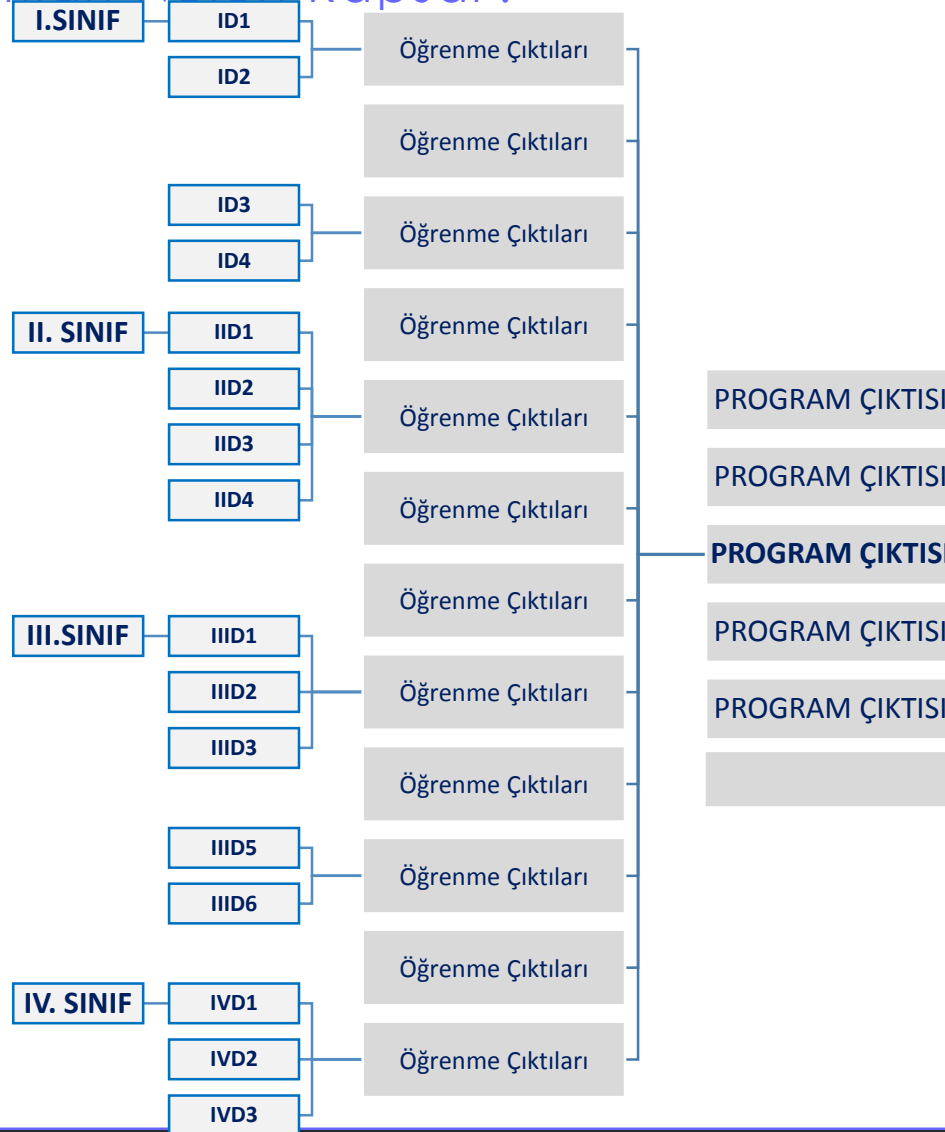 I.SINIF
ID1
ID2
Öğrenme Çıktıları
Öğrenme Çıktıları
ID3
ID4
Öğrenme Çıktıları
Öğrenme Çıktıları
II. SINIF
IID1
IID2
IID3
IID4
Öğrenme Çıktıları
Öğrenme Çıktıları
Öğrenme Çıktıları
III.SINIF
IIID1
IIID2
IIID3
Öğrenme Çıktıları
Öğrenme Çıktıları
IIID5
IIID6
Öğrenme Çıktıları
Öğrenme Çıktıları
IV. SINIF
IVD1
IVD2
IVD3
Öğrenme Çıktıları
PROGRAM ÇIKTISI
PROGRAM ÇIKTISI
PROGRAM ÇIKTISI
PROGRAM ÇIKTISI
PROGRAM ÇIKTISI